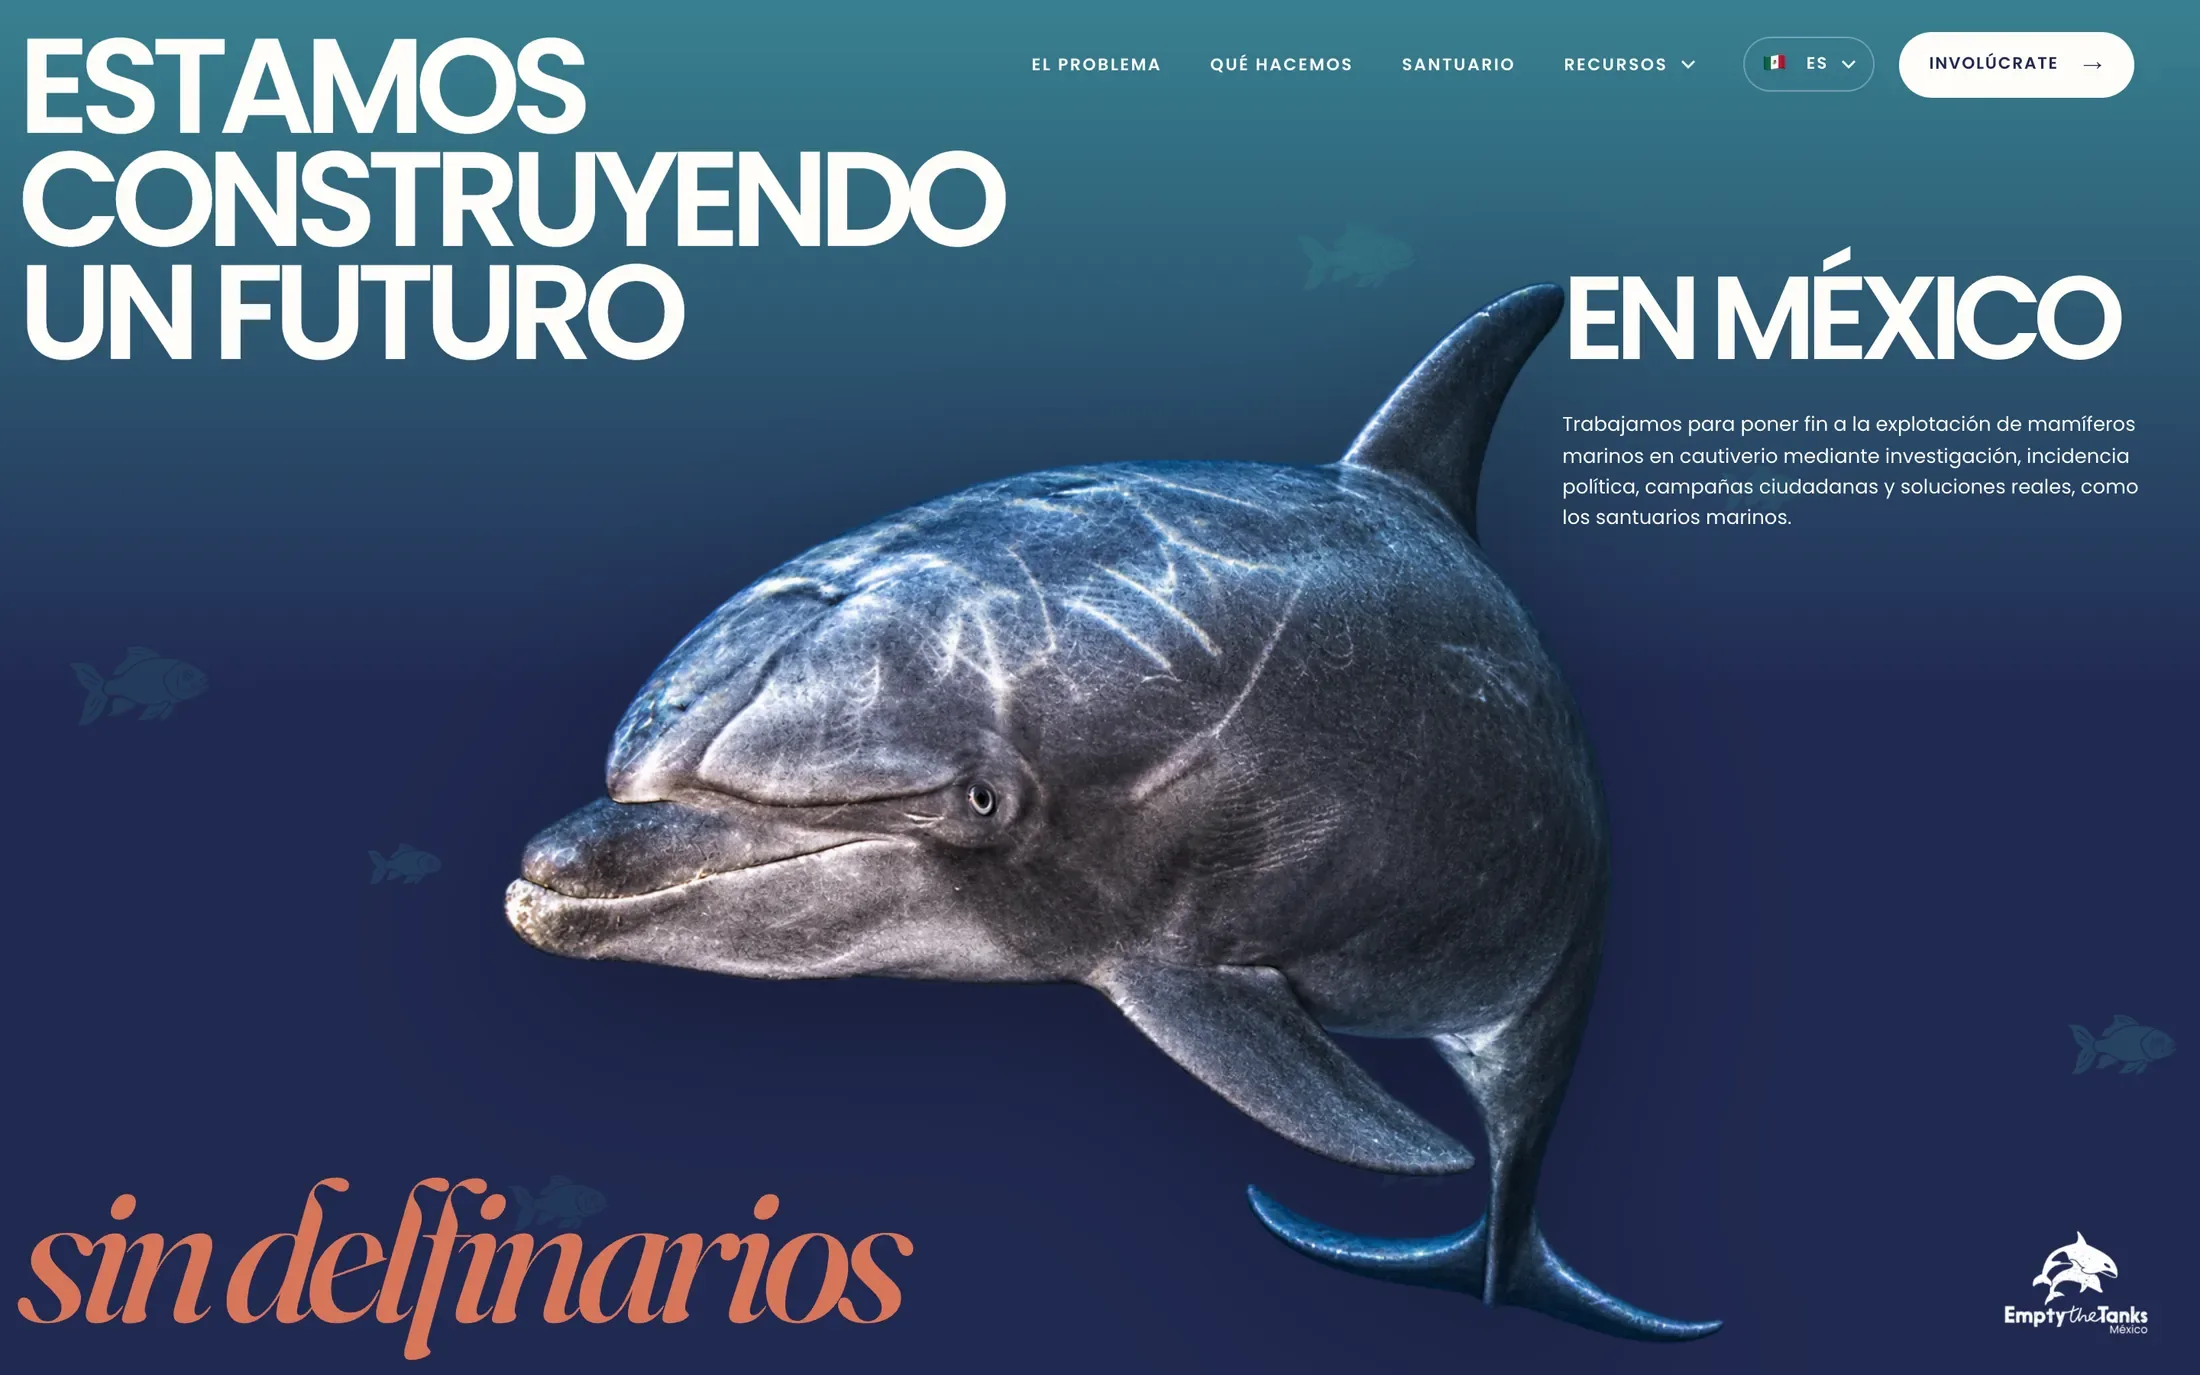 ESTAMOS
CONSTRUYENDO
UN FUTURO
EL PROBLEMA
QUÉ HACEMOS
SANTUARIO
RECURSOS
ES
INVOLÚCRATE →
EN MÉXICO
Trabajamos para poner fin a la explotación de mamíferos
marinos en cautiverio mediante investigación, incidencia
política, campañas ciudadanas y soluciones reales, como
los santuarios marinos.
sin delfinarios
Empty the Tanks
México